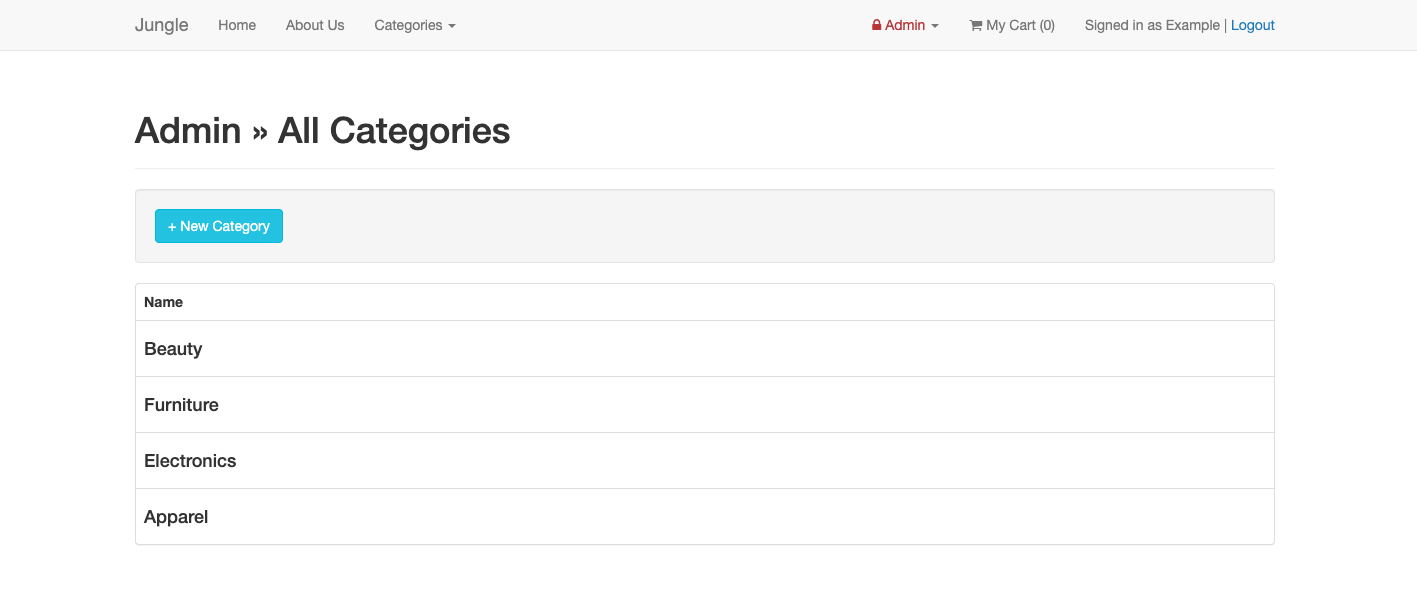 Jungle Home About Us Categories Admin My Cart (0) Signed in as Example | Logout
Admin » All Categories
+ New Category
Name
Beauty
Furniture
Electronics
Apparel